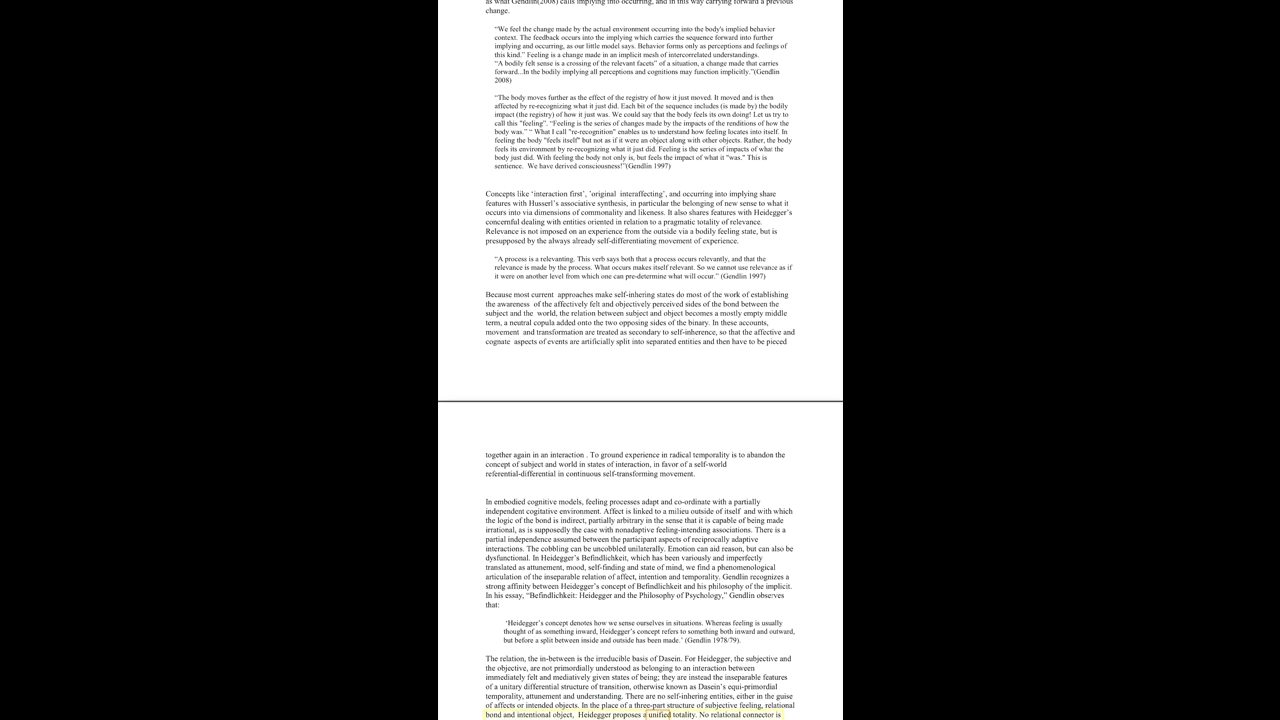 as what Gendlin(2008) calls implying into occurring, and in this way carrying forward a previous
change.
“We feel the change made by the actual environment occurring into the body's implied behavior
context. The feedback occurs into the implying which carries the sequence forward into further
implying and occurring, as our little model says. Behavior forms only as perceptions and feelings of
this kind.” Feeling is a change made in an implicit mesh of intercorrelated understandings.
“A bodily felt sense is a crossing of the relevant facets” of a situation, a change made that carries
forward...In the bodily implying all perceptions and cognitions may function implicitly.”(Gendlin
2008)
“The body moves further as the effect of the registry of how it just moved. It moved and is then
affected by re-recognizing what it just did. Each bit of the sequence includes (is made by) the bodily
impact (the registry) of how it just was. We could say that the body feels its own doing! Let us try to
call this "feeling”. “Feeling is the series of changes made by the impacts of the renditions of how the
body was.” “ What I call "re-recognition" enables us to understand how feeling locates into itself. In
feeling the body "feels itself" but not as if it were an object along with other objects. Rather, the body
feels its environment by re-recognizing what it just did. Feeling is the series of impacts of what the
body just did. With feeling the body not only is, but feels the impact of what it "was." This is
sentience.  We have derived consciousness!”(Gendlin 1997)
Concepts like ‘interaction first’, ’original  interaffecting’, and occurring into implying share
features with Husserl’s associative synthesis, in particular the belonging of new sense to what it
occurs into via dimensions of commonality and likeness. It also shares features with Heidegger’s
concernful dealing with entities oriented in relation to a pragmatic totality of relevance.
Relevance is not imposed on an experience from the outside via a bodily feeling state, but is
presupposed by the always already self-differentiating movement of experience.
“A process is a relevanting. This verb says both that a process occurs relevantly, and that the
relevance is made by the process. What occurs makes itself relevant. So we cannot use relevance as if
it were on another level from which one can pre-determine what will occur.” (Gendlin 1997)
Because most current  approaches make self-inhering states do most of the work of establishing
the awareness  of the affectively felt and objectively perceived sides of the bond between the
subject and the  world, the relation between subject and object becomes a mostly empty middle
term, a neutral copula added onto the two opposing sides of the binary. In these accounts,
movement  and transformation are treated as secondary to self-inherence, so that the affective and
cognate  aspects of events are artificially split into separated entities and then have to be pieced
together again in an interaction . To ground experience in radical temporality is to abandon the
concept of subject and world in states of interaction, in favor of a self-world
referential-differential in continuous self-transforming movement.
In embodied cognitive models, feeling processes adapt and co-ordinate with a partially
independent cogitative environment. Affect is linked to a milieu outside of itself  and with which
the logic of the bond is indirect, partially arbitrary in the sense that it is capable of being made
irrational, as is supposedly the case with nonadaptive feeling-intending associations. There is a
partial independence assumed between the participant aspects of reciprocally adaptive
interactions. The cobbling can be uncobbled unilaterally. Emotion can aid reason, but can also be
dysfunctional. In Heidegger’s Befindlichkeit, which has been variously and imperfectly
translated as attunement, mood, self-finding and state of mind, we find a phenomenological
articulation of the inseparable relation of affect, intention and temporality. Gendlin recognizes a
strong affinity between Heidegger’s concept of Befindlichkeit and his philosophy of the implicit.
In his essay, “Befindlichkeit: Heidegger and the Philosophy of Psychology,” Gendlin observes
that:
‘Heidegger’s concept denotes how we sense ourselves in situations. Whereas feeling is usually
thought of as something inward, Heidegger’s concept refers to something both inward and outward,
but before a split between inside and outside has been made.’ (Gendlin 1978/79).
The relation, the in-between is the irreducible basis of Dasein. For Heidegger, the subjective and
the objective, are not primordially understood as belonging to an interaction between
immediately felt and mediatively given states of being; they are instead the inseparable features
of a unitary differential structure of transition, otherwise known as Dasein’s equi-primordial
temporality, attunement and understanding. There are no self-inhering entities, either in the guise
of affects or intended objects. In the place of a three-part structure of subjective feeling, relational
bond and intentional object,  Heidegger proposes a unified totality. No relational connector is